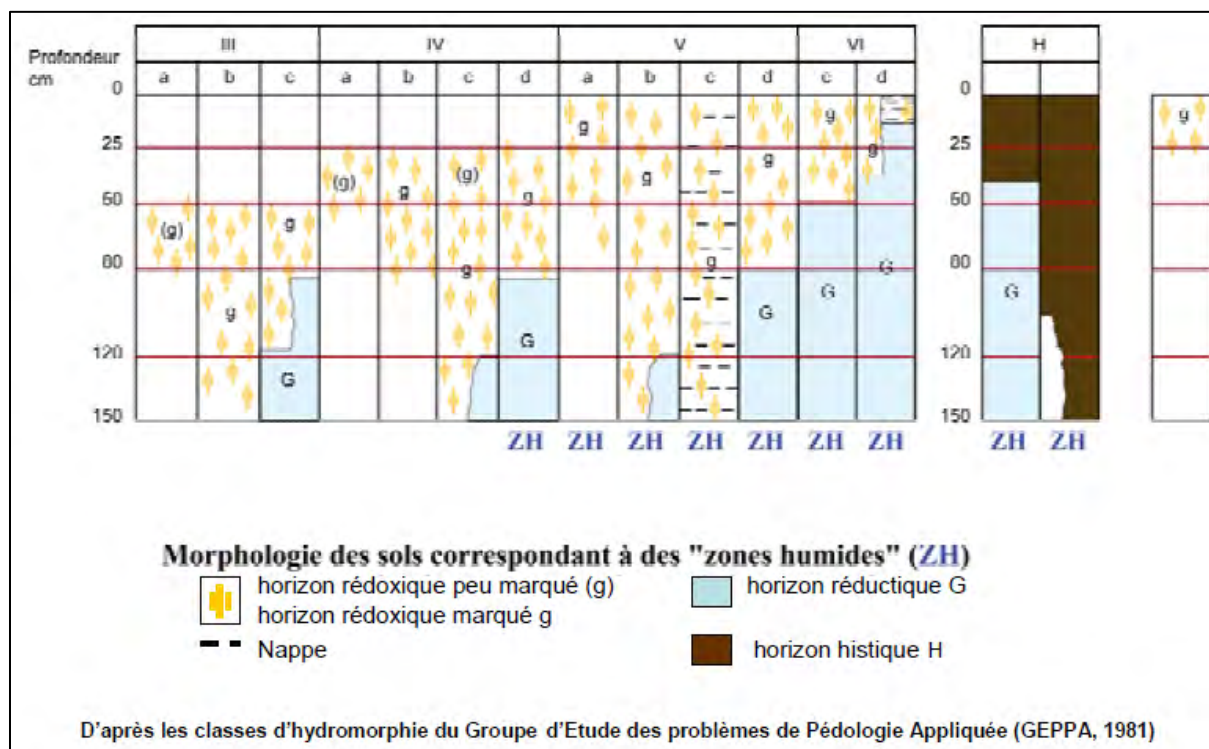 III IV V VI H
Profondeur
cm
a b c a b c d a b c d c d
0 0
g g g
g
25 25
(g) g (g) g g g g
50 50
(g) g
g g
80 80
g G
g G G G
120 G 120
G
150 150
ZH ZH ZH ZH ZH ZH ZH ZH ZH
Morphologie des sols correspondant à des "zones humides" (ZH)
horizon rédoxique peu marqué (g) horizon réductique G
horizon rédoxique marqué g
Nappe horizon histique H
D'après les classes d'hydromorphie du Groupe d'Etude des problèmes de Pédologie Appliquée (GEPPA, 1981)